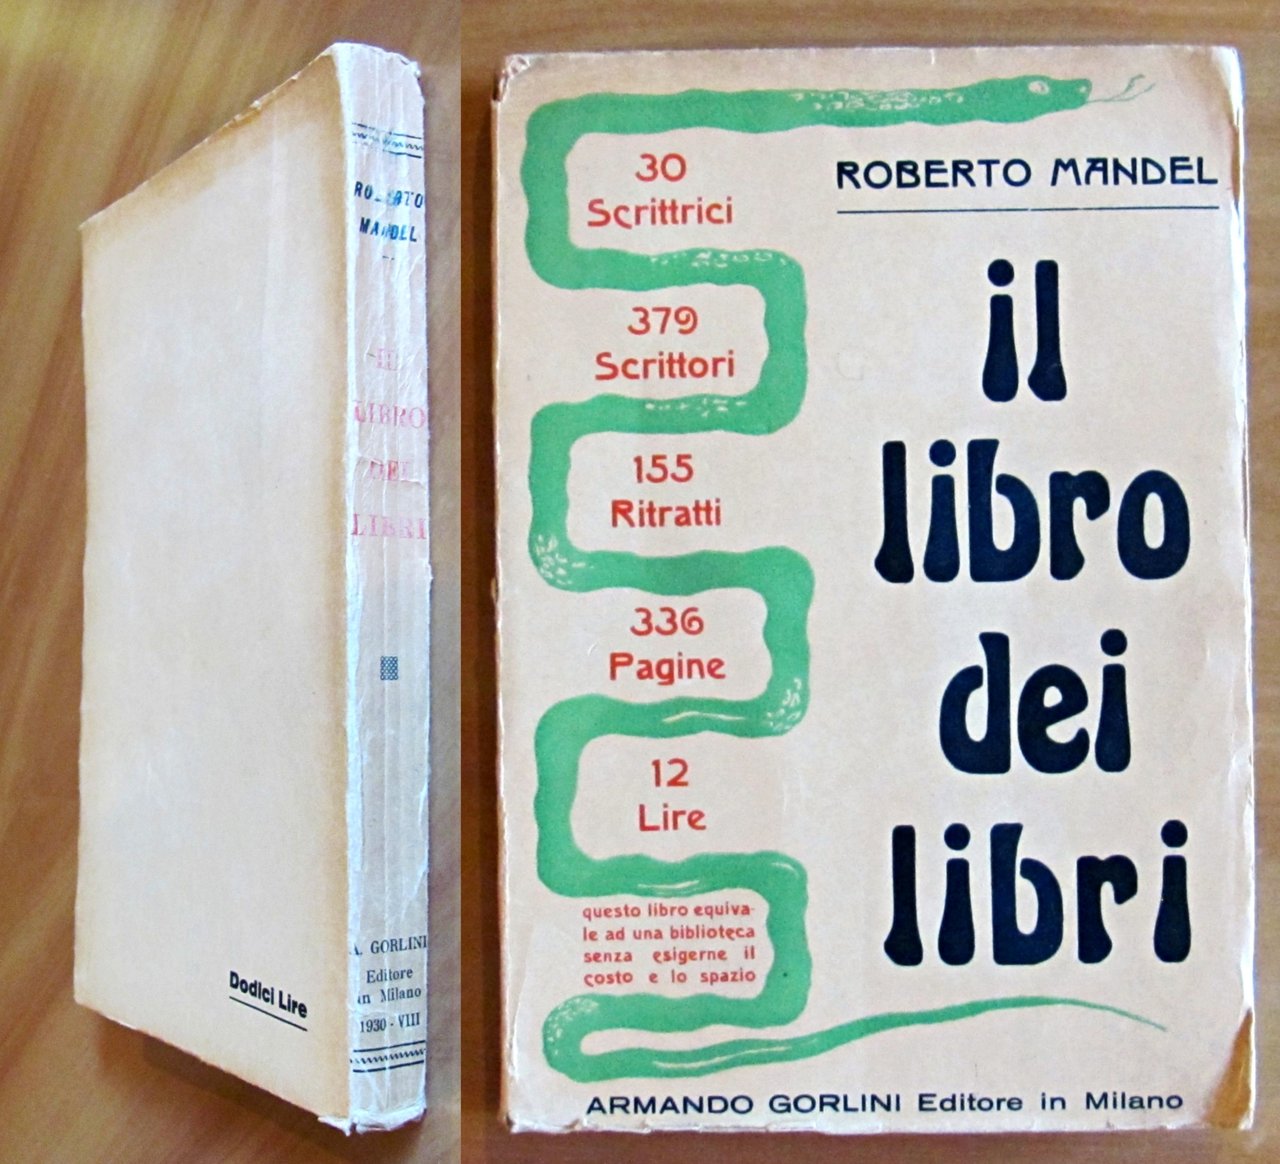 ROBERTO
MANDEL
IL
LIBRO
DEI
LIBRI
A. GORLINI
Editore
in Milano
1930 - VIII
Dodici Lire
ROBERTO MANDEL
il
libro
dei
libri
30
Scrittrici
379
Scrittori
155
Ritratti
336
Pagine
12
Lire
questo libro equiva-
le ad una biblioteca
senza esigerne il
costo e lo spazio
ARMANDO GORLINI Editore in Milano